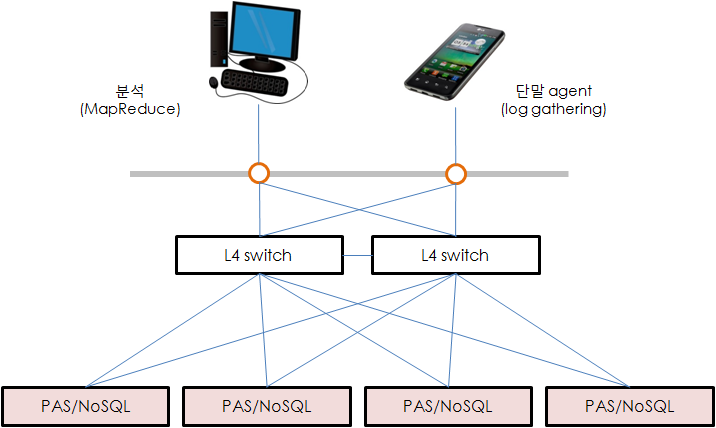 분석
(MapReduce)
단말 agent
(log gathering)
L4 switch
L4 switch
PAS/NoSQL
PAS/NoSQL
PAS/NoSQL
PAS/NoSQL